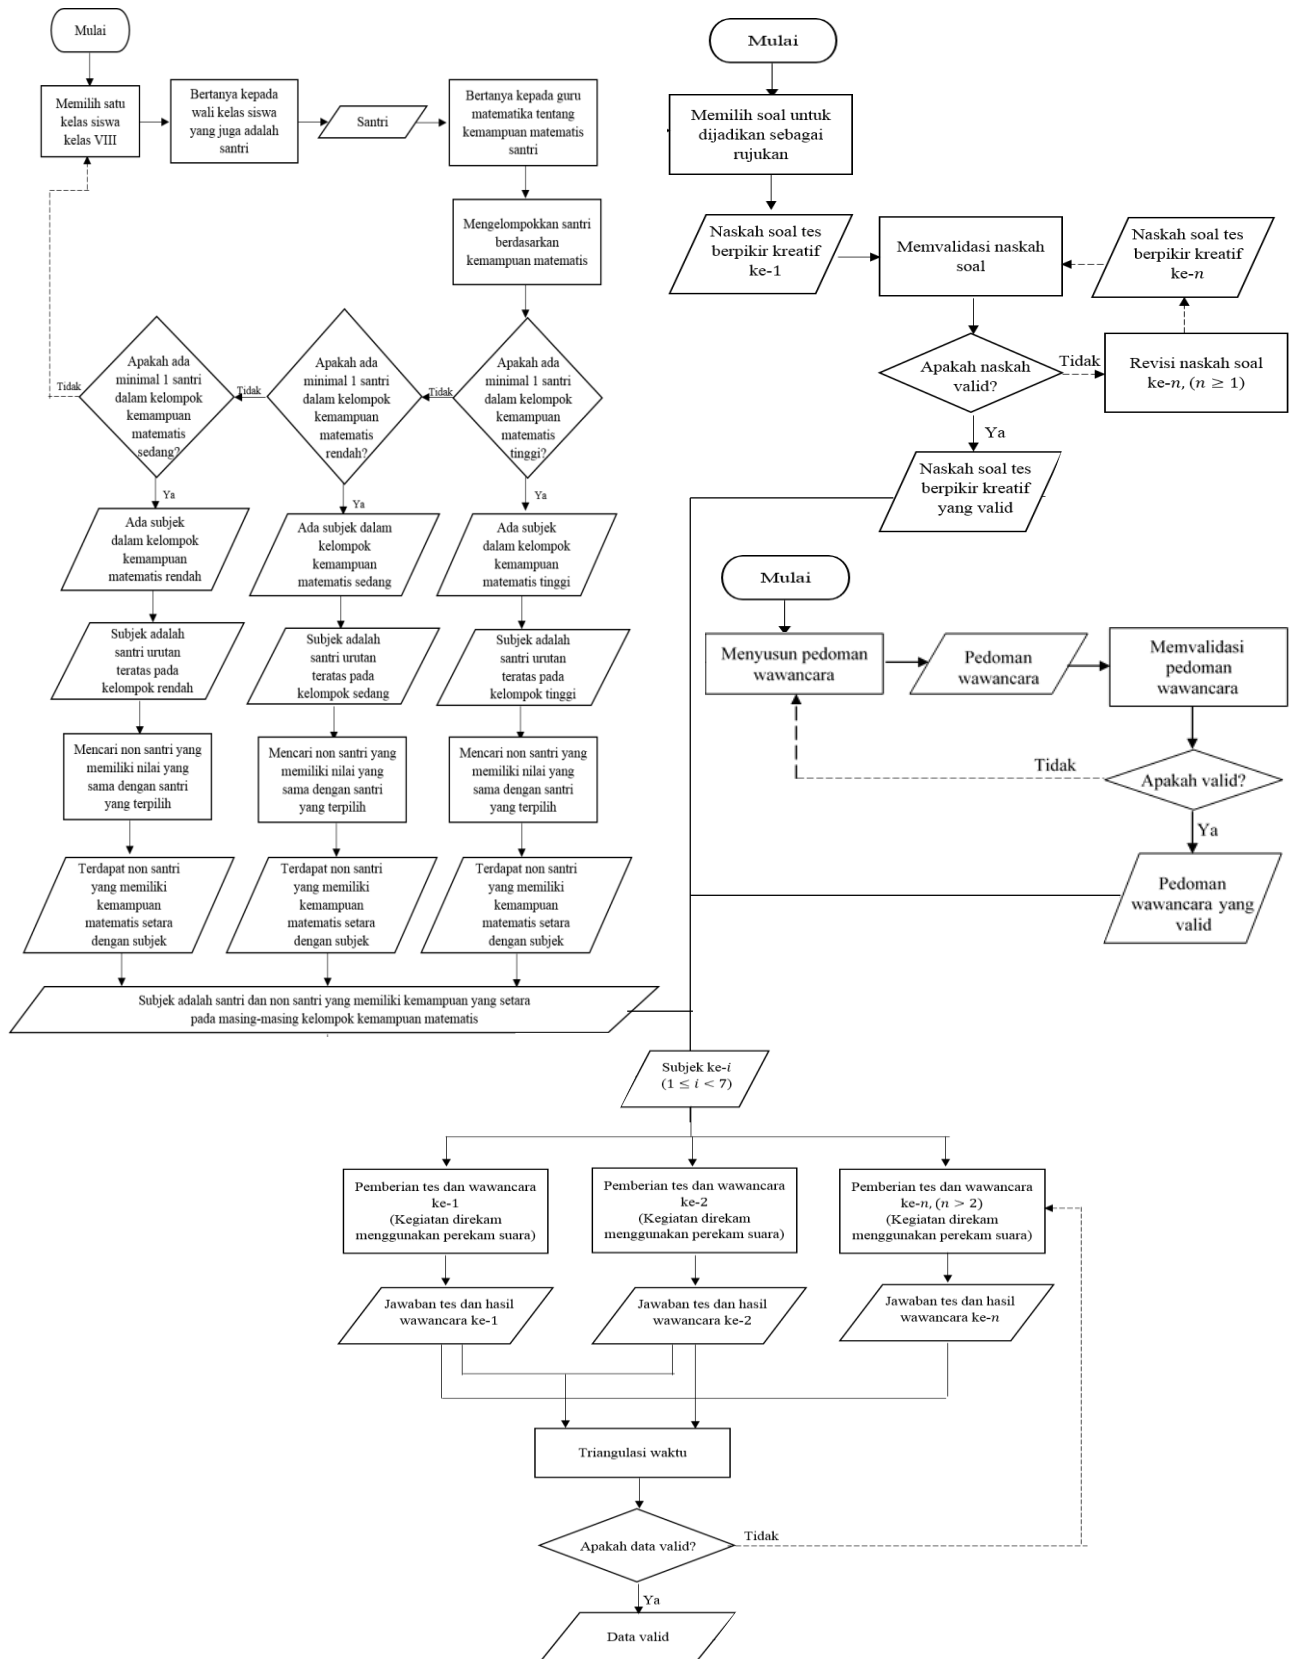 Mulai
Memilih satu
kelas siswa
kelas VIII
Bertanya kepada
wali kelas siswa
yang juga adalah
santri
Santri
Bertanya kepada guru
matematika tentang
kemampuan matematis
santri
Mengelompokkan santri
berdasarkan
kemampuan matematis
Apakah ada
minimal 1 santri
dalam kelompok
kemampuan
matematis
sedang?
Tidak
Ya
Apakah ada
minimal 1 santri
dalam kelompok
kemampuan
matematis
rendah?
Tidak
Ya
Apakah ada
minimal 1 santri
dalam kelompok
kemampuan
matematis
tinggi?
Tidak
Ya
Ada subjek
dalam kelompok
kemampuan
matematis rendah
Ada subjek dalam
kelompok
kemampuan
matematis sedang
Ada subjek
dalam kelompok
kemampuan
matematis tinggi
Subjek adalah
santri urutan
teratas pada
kelompok rendah
Subjek adalah
santri urutan
teratas pada
kelompok sedang
Subjek adalah
santri urutan
teratas pada
kelompok tinggi
Mencari non santri yang
memiliki nilai yang
sama dengan santri
yang terpilih
Mencari non santri yang
memiliki nilai yang
sama dengan santri
yang terpilih
Mencari non santri yang
memiliki nilai yang
sama dengan santri
yang terpilih
Terdapat non santri
yang memiliki
kemampuan
matematis setara
dengan subjek
Terdapat non santri
yang memiliki
kemampuan
matematis setara
dengan subjek
Terdapat non santri
yang memiliki
kemampuan
matematis setara
dengan subjek
Subjek adalah santri dan non santri yang memiliki kemampuan yang setara
pada masing-masing kelompok kemampuan matematis
Mulai
Memilih soal untuk
dijadikan sebagai
rujukan
Naskah soal tes
berpikir kreatif
ke-1
Memvalidasi naskah
soal
Naskah soal tes
berpikir kreatif
ke-n
Apakah naskah
valid?
Tidak
Revisi naskah soal
ke-n, (n ≥ 1)
Ya
Naskah soal tes
berpikir kreatif
yang valid
Mulai
Menyusun pedoman
wawancara
Pedoman
wawancara
Memvalidasi
pedoman
wawancara
Tidak
Apakah valid?
Ya
Pedoman
wawancara yang
valid
Subjek ke-i
(1 ≤ i < 7)
Pemberian tes dan wawancara
ke-1
(Kegiatan direkam
menggunakan perekam suara)
Pemberian tes dan wawancara
ke-2
(Kegiatan direkam
menggunakan perekam suara)
Pemberian tes dan wawancara
ke-n, (n > 2)
(Kegiatan direkam
menggunakan perekam suara)
Jawaban tes dan hasil
wawancara ke-1
Jawaban tes dan hasil
wawancara ke-2
Jawaban tes dan hasil
wawancara ke-n
Triangulasi waktu
Apakah data valid?
Tidak
Ya
Data valid